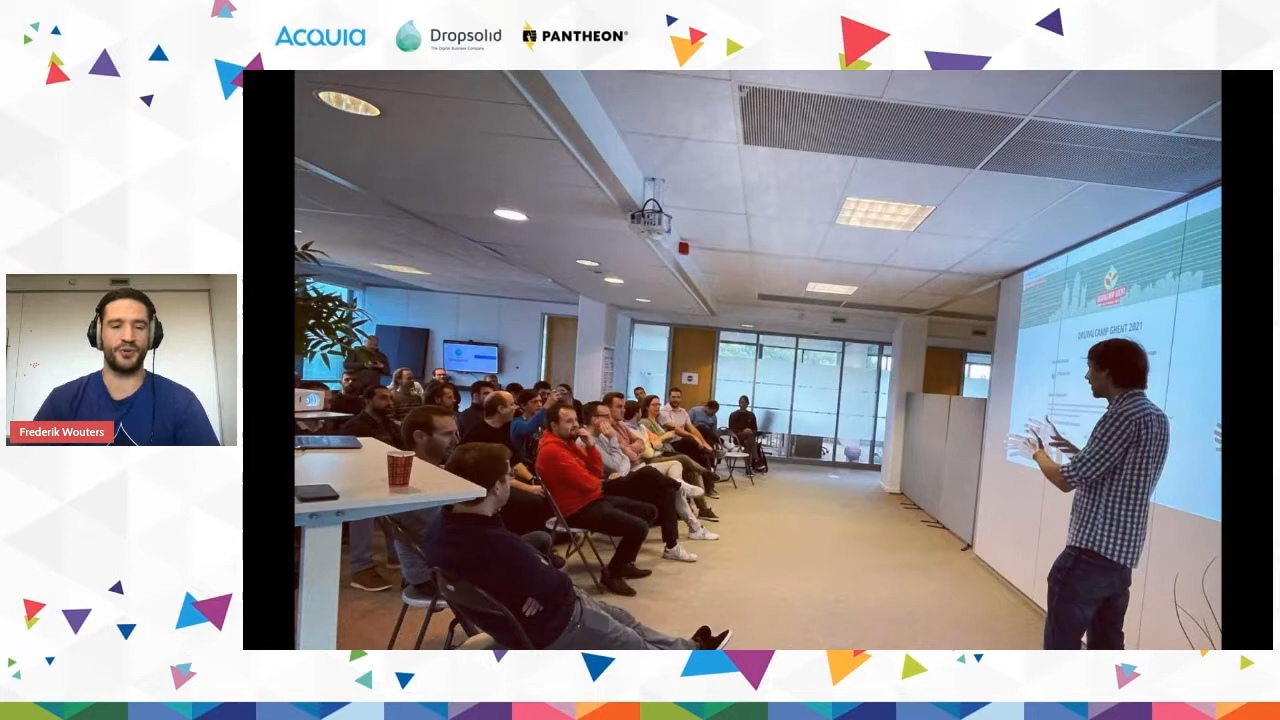 Acquia
Dropsolid
The Digital Business Company
PANTHEON
DRUPALCAMP GHENT 2021
Frederik Wouters